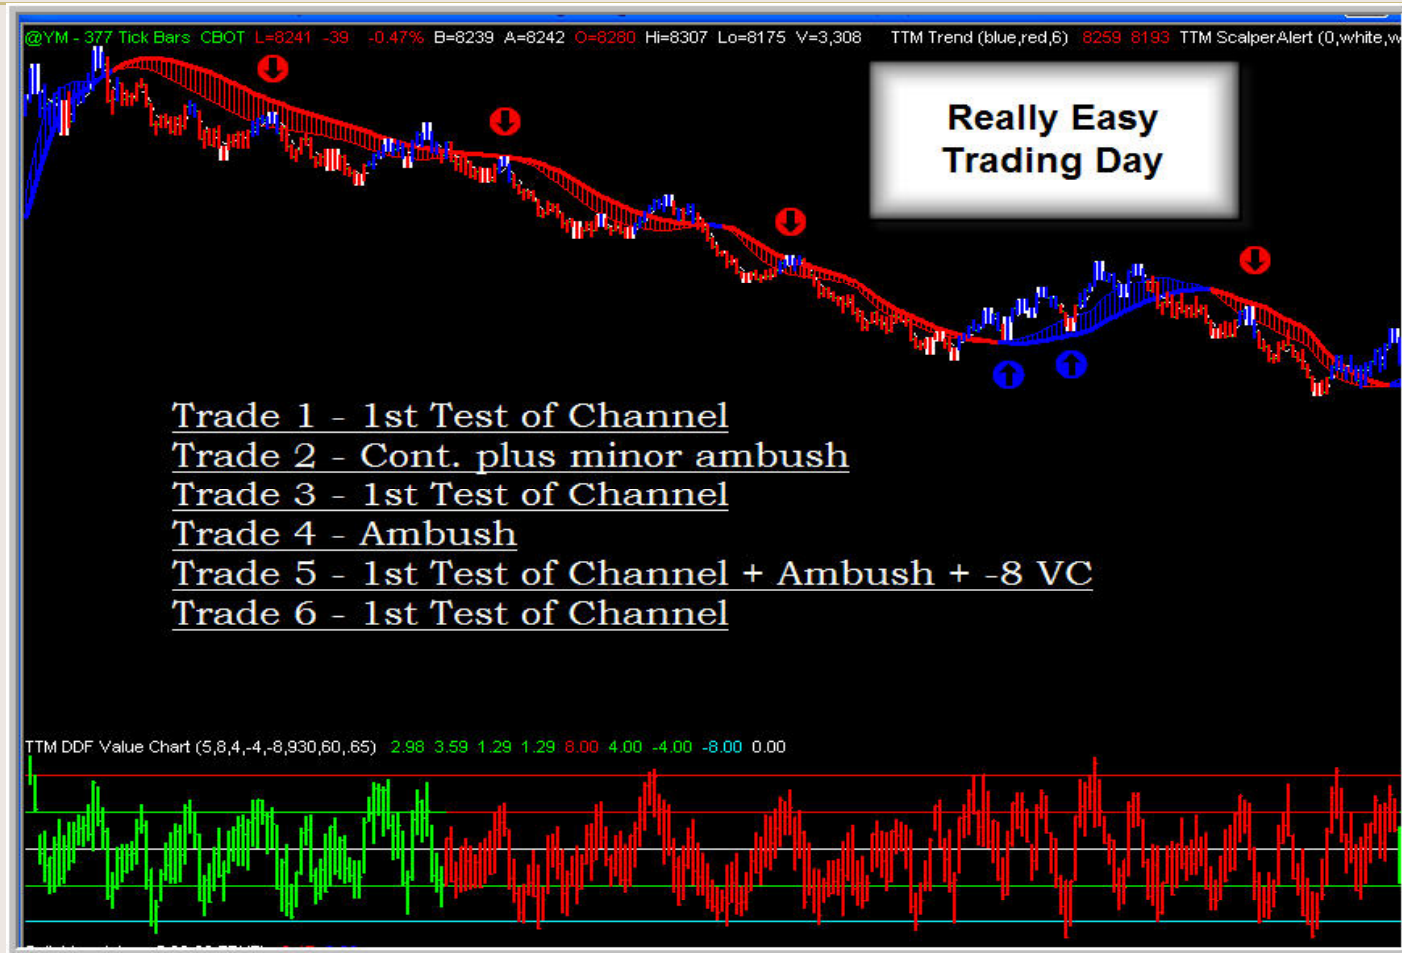 @YM - 377 Tick Bars CBOT L=8241 -39 -0.47% B=8239 A=8242 O=8280 Hi=8307 Lo=8175 V=3,308 TTM Trend (blue,red,6) 8259 8193 TTM ScalperAlert (0,white,w
Really Easy
Trading Day
Trade 1 - 1st Test of Channel
Trade 2 - Cont. plus minor ambush
Trade 3 - 1st Test of Channel
Trade 4 - Ambush
Trade 5 - 1st Test of Channel + Ambush + -8 VC
Trade 6 - 1st Test of Channel
TTM DDF Value Chart (5,8,4,-4,-8,930,60,.65) 2.98 3.59 1.29 1.29 8.00 4.00 -4.00 -8.00 0.00